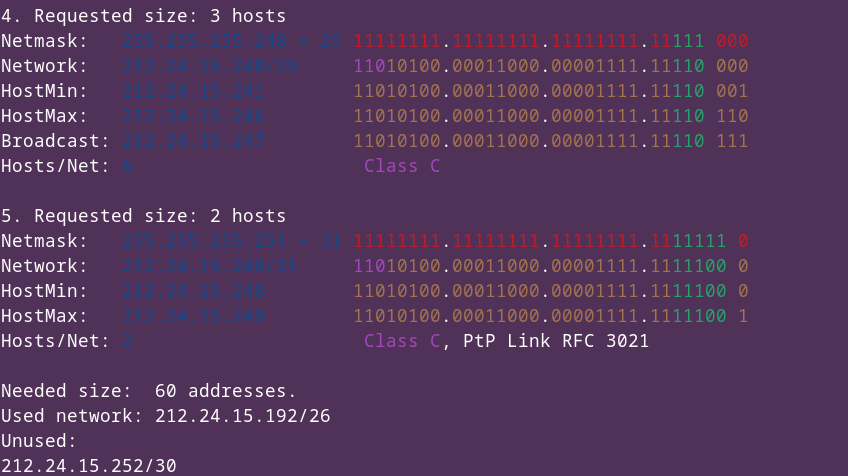 4. Requested size: 3 hosts
Netmask: 255.255.255.248 = 29 11111111.11111111.11111111.11111 000
Network: 212.24.15.240/29 11010100.00011000.00001111.11110 000
HostMin: 212.24.15.241 11010100.00011000.00001111.11110 001
HostMax: 212.24.15.246 11010100.00011000.00001111.11110 110
Broadcast: 212.24.15.247 11010100.00011000.00001111.11110 111
Hosts/Net: 6 Class C
5. Requested size: 2 hosts
Netmask: 255.255.255.254 = 31 11111111.11111111.11111111.1111111 0
Network: 212.24.15.248/31 11010100.00011000.00001111.1111100 0
HostMin: 212.24.15.248 11010100.00011000.00001111.1111100 0
HostMax: 212.24.15.249 11010100.00011000.00001111.1111100 1
Hosts/Net: 2 Class C, PtP Link RFC 3021
Needed size: 60 addresses.
Used network: 212.24.15.192/26
Unused:
212.24.15.252/30